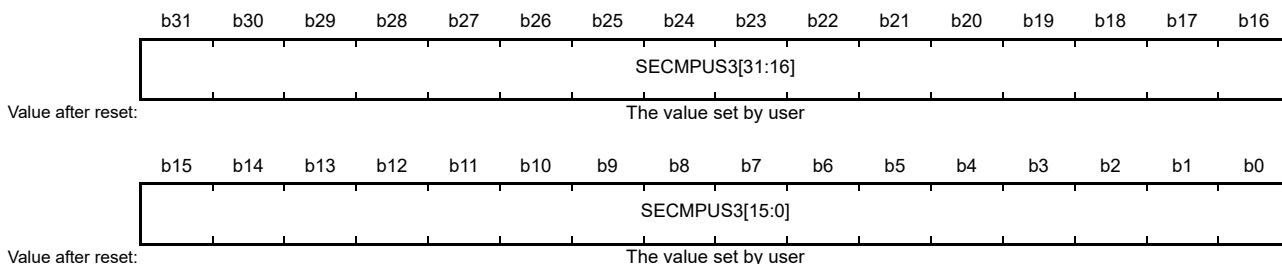 b31 b30 b29 b28 b27 b26 b25 b24 b23 b22 b21 b20 b19 b18 b17 b16
SECMPUS3[31:16]
Value after reset: The value set by user
b15 b14 b13 b12 b11 b10 b9 b8 b7 b6 b5 b4 b3 b2 b1 b0
SECMPUS3[15:0]
Value after reset: The value set by user